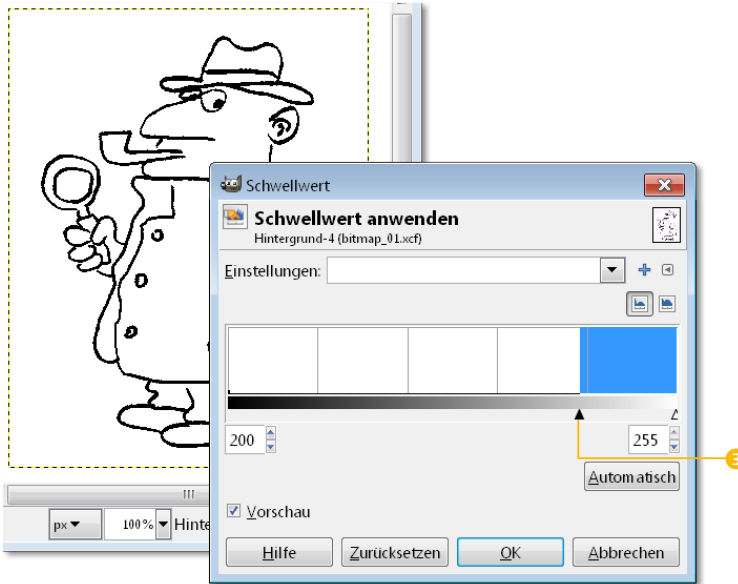 Schwellwert
Schwellwert anwenden
Hintergrund-4 (bitmap_01.xcf)
Einstellungen:
200
255
Automatisch
Vorschau
px
100%
Hinte
Hilfe
Zurücksetzen
OK
Abbrechen